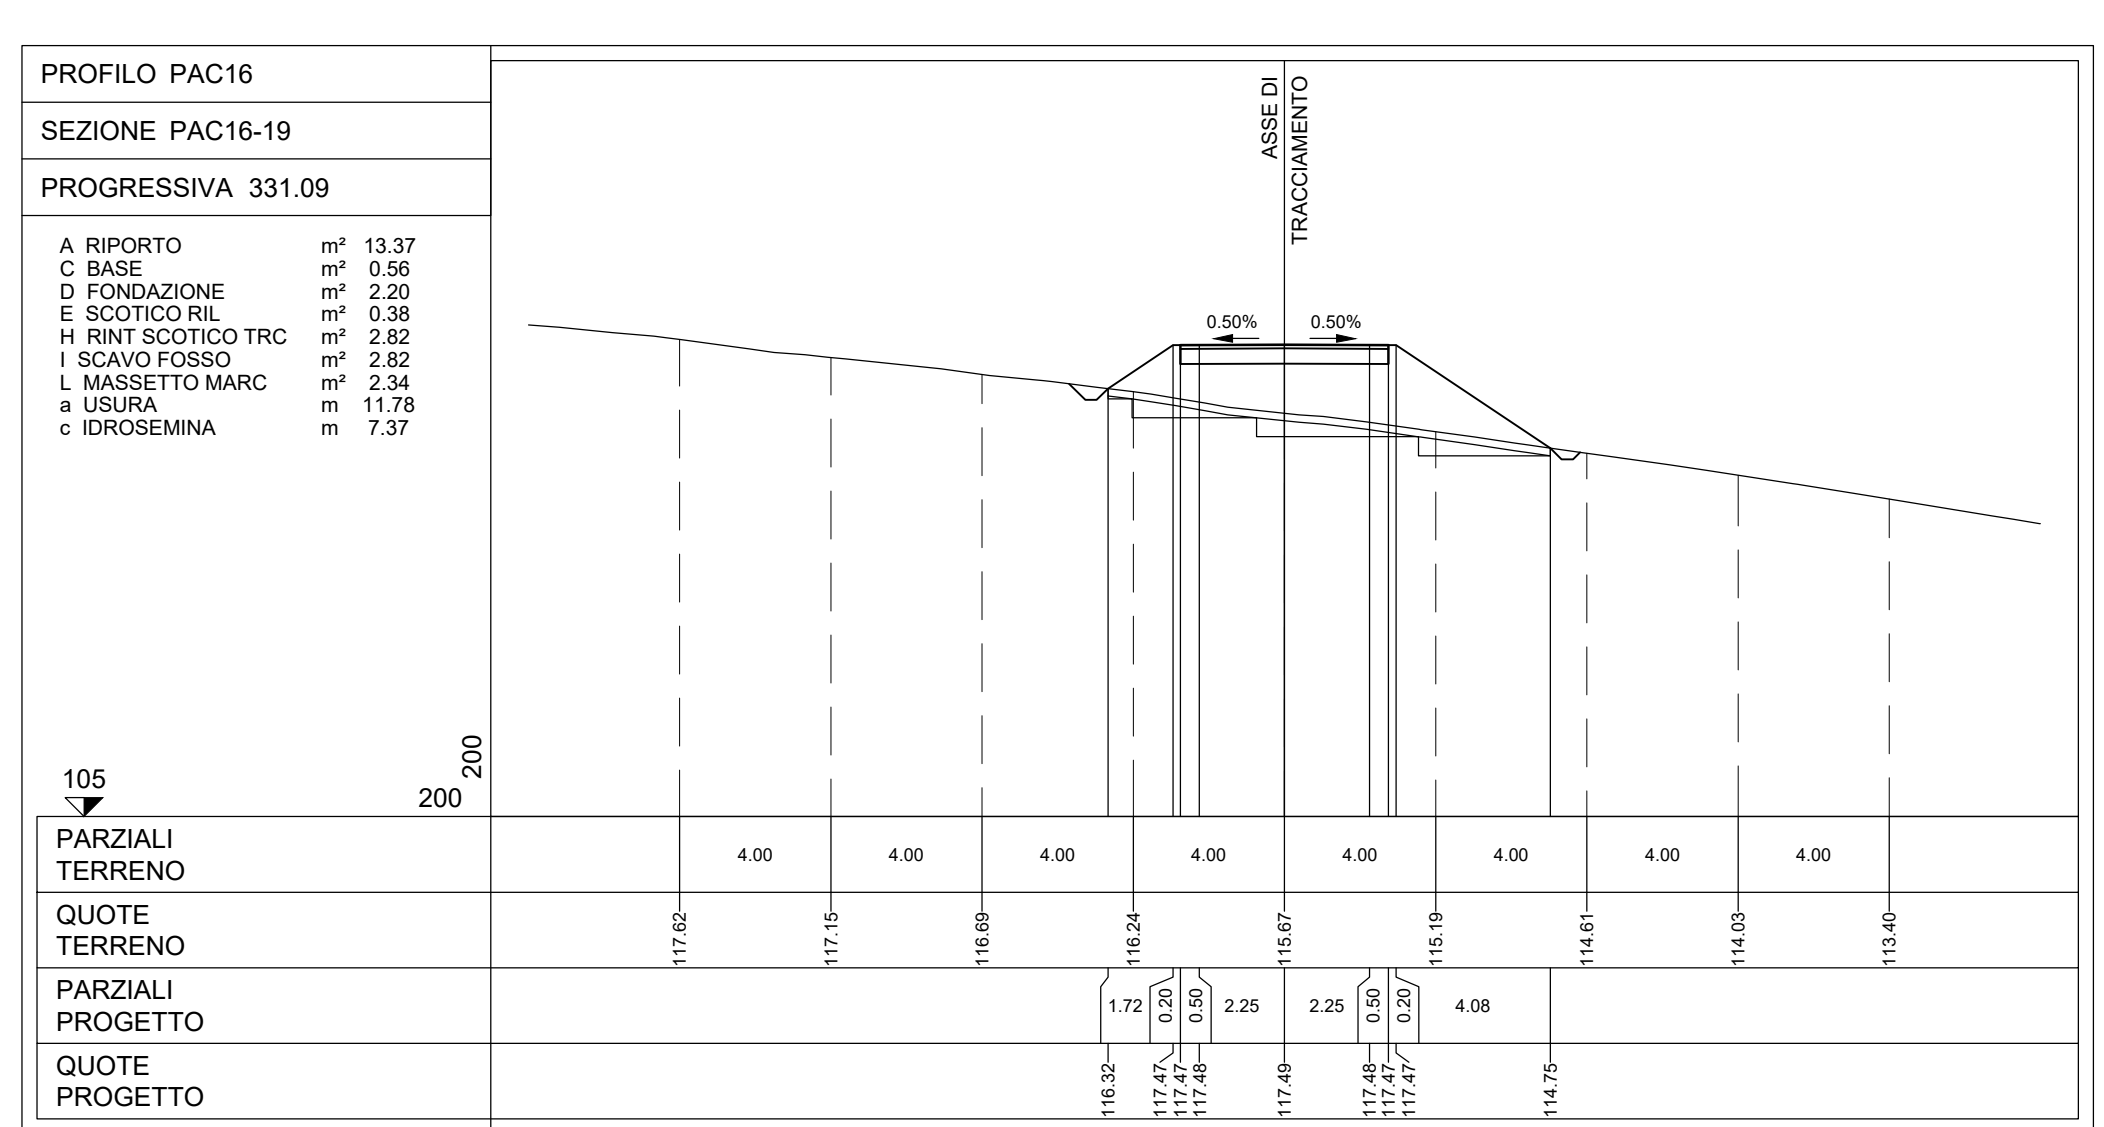 PROFILO PAC16
SEZIONE PAC16-19
PROGRESSIVA 331.09
A RIPORTO m² 13.37
C BASE m² 0.56
D FONDAZIONE m² 2.20
E SCOTICO RIL m² 0.38
H RINT SCOTICO TRC m² 2.82
I SCAVO FOSSO m² 2.82
L MASSETTO MARC m² 2.34
a USURA m 11.78
c IDROSEMINA m 7.37
ASSE DI
TRACCIAMENTO
0.50% 0.50%
105
200
200
PARZIALI
TERRENO
4.00 4.00 4.00 4.00 4.00 4.00 4.00 4.00
QUOTE
TERRENO
117.62 117.15 116.69 116.24 115.67 115.19 114.61 114.03 113.40
PARZIALI
PROGETTO
1.72 0.20 0.50 2.25 2.25 0.50 0.20 4.08
QUOTE
PROGETTO
116.32 117.47 117.47 117.48 117.49 117.48 117.47 117.47 114.75